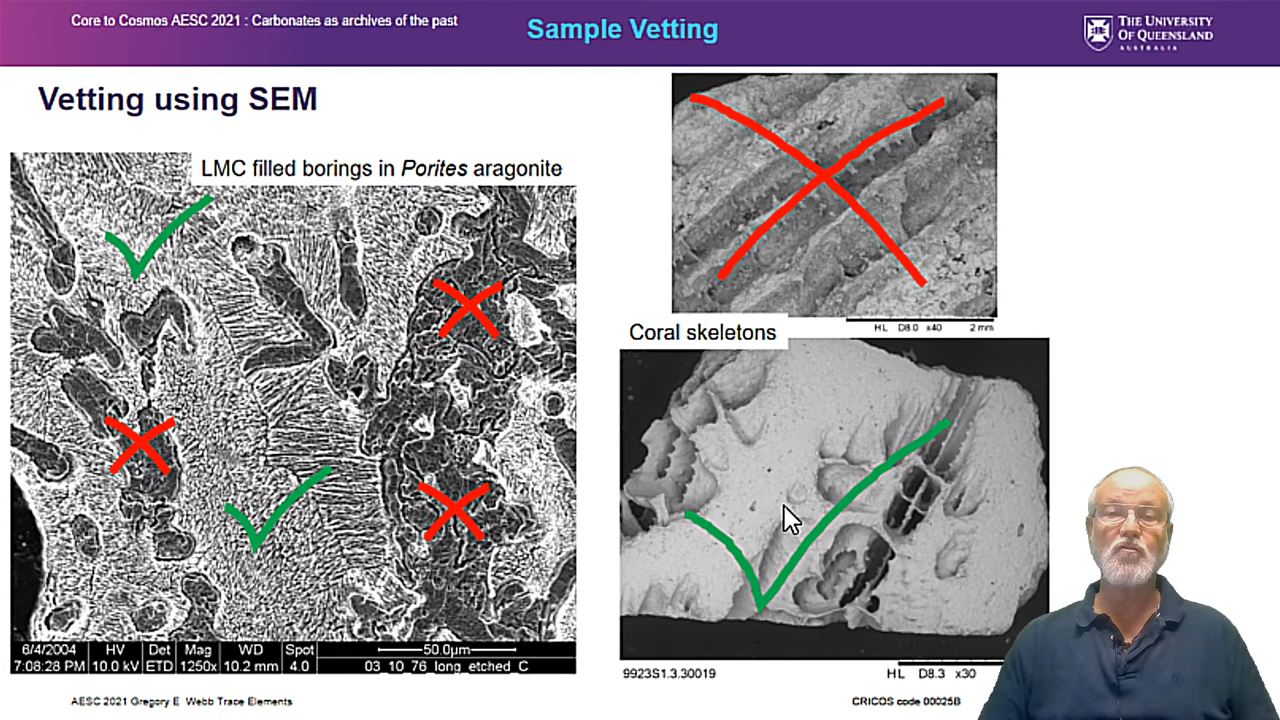 Core to Cosmos AESC 2021 : Carbonates as archives of the past
Sample Vetting
THE UNIVERSITY
OF QUEENSLAND
AUSTRALIA
Vetting using SEM
LMC filled borings in Porites aragonite
HL D8.0 x40 2 mm
Coral skeletons
6/4/2004 HV Det Mag WD Spot 50.0µm
7:08:28 PM 10.0 kV ETD 1250x 10.2 mm 4.0 03_10_76_long_etched_C
9923S1.3.30019 HL D8.3 x30
AESC 2021 Gregory E Webb Trace Elements
CRICOS code 00025B